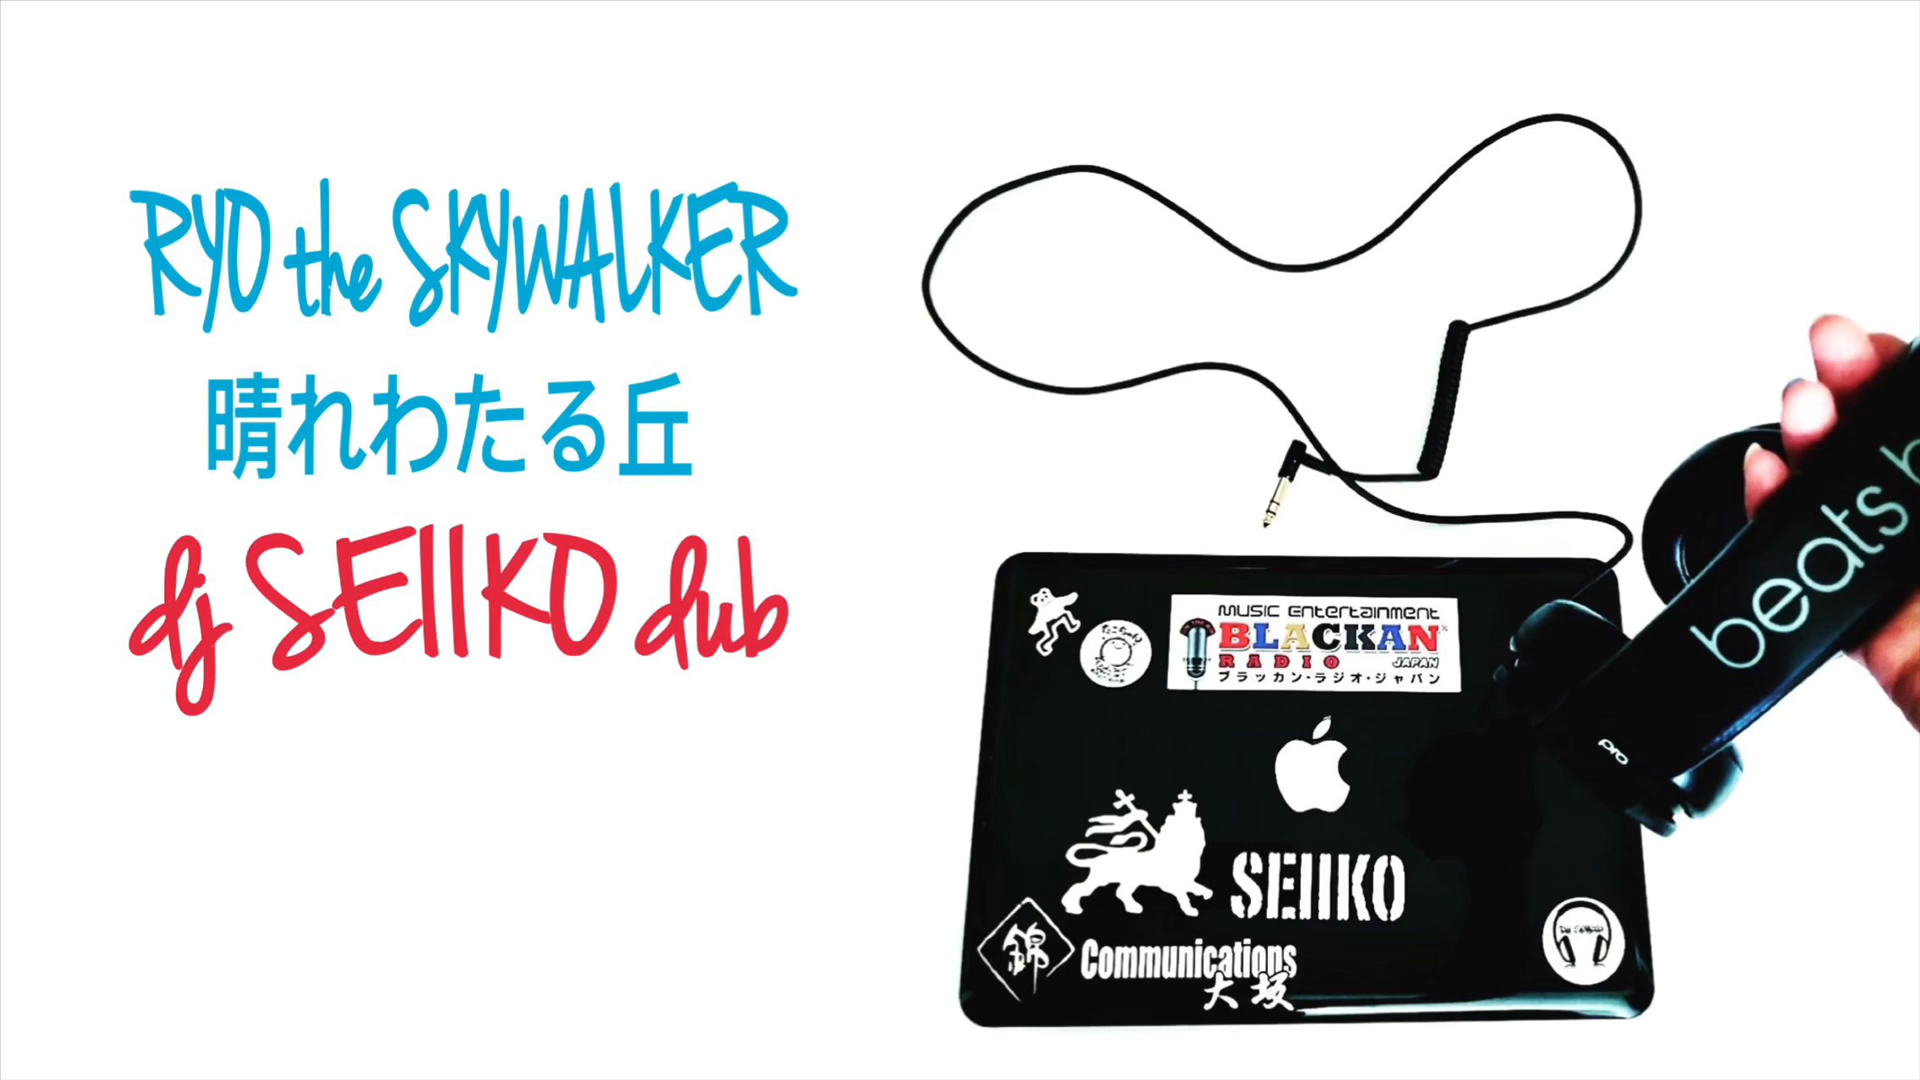 RYO the SKYWALKER
晴れわたる丘
dj SEIIKO dub
beats b
pro
MUSIC ENTERTAINMENT
BLACKAN
RADIO JAPAN
ブラッカン・ラジオ・ジャパン
SEIIKO
錦
Communications
大坂